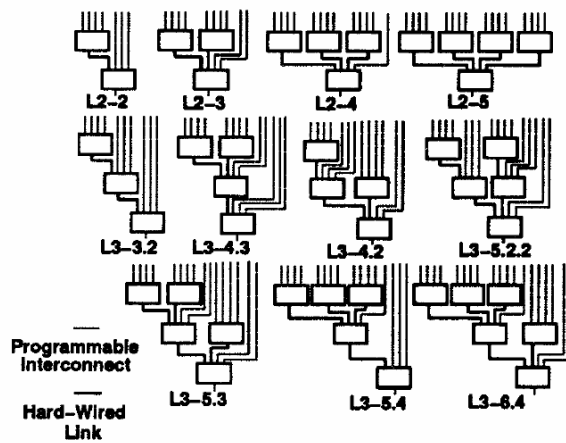 L2-2 L2-3 L2-4 L2-5
L3-3.2 L3-4.3 L3-4.2 L3-5.2.2
Programmable
Interconnect
Hard-Wired
Link
L3-5.3 L3-5.4 L3-6.4